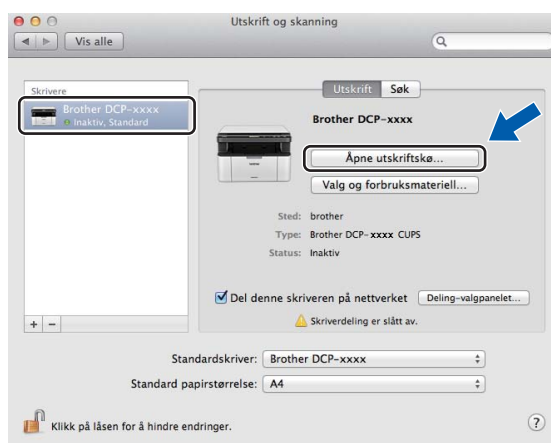 Utskrift og skanning
Vis alle
Skrivere
Utskrift Søk
Brother DCP-xxxx
Inaktiv, Standard
Brother DCP-xxxx
Åpne utskriftskø...
Valg og forbruksmateriell...
Sted: brother
Type: Brother DCP-xxxx CUPS
Status: Inaktiv
Del denne skriveren på nettverket Deling-valgpanelet...
Skriverdeling er slått av.
+ -
Standardskriver: Brother DCP-xxxx
Standard papirstørrelse: A4
Klikk på låsen for å hindre endringer. ?